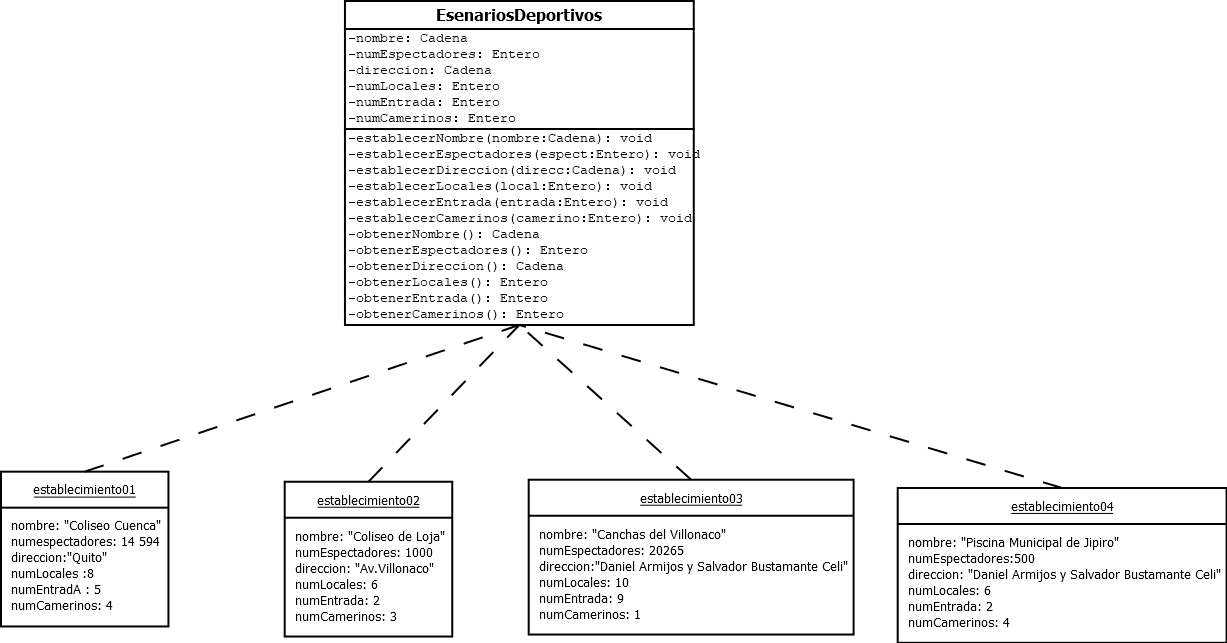 EsenariosDeportivos
-nombre: Cadena
-numEspectadores: Entero
-direccion: Cadena
-numLocales: Entero
-numEntrada: Entero
-numCamerinos: Entero
-establecerNombre(nombre:Cadena): void
-establecerEspectadores(espect:Entero): void
-establecerDireccion(direcc:Cadena): void
-establecerLocales(local:Entero): void
-establecerEntrada(entrada:Entero): void
-establecerCamerinos(camerino:Entero): void
-obtenerNombre(): Cadena
-obtenerEspectadores(): Entero
-obtenerDireccion(): Cadena
-obtenerLocales(): Entero
-obtenerEntrada(): Entero
-obtenerCamerinos(): Entero
establecimiento01
nombre: "Coliseo Cuenca"
numespectadores: 14 594
direccion:"Quito"
numLocales :8
numEntradA : 5
numCamerinos: 4
establecimiento02
nombre: "Coliseo de Loja"
numEspectadores: 1000
direccion: "Av.Villonaco"
numLocales: 6
numEntrada: 2
numCamerinos: 3
establecimiento03
nombre: "Canchas del Villonaco"
numEspectadores: 20265
direccion:"Daniel Armijos y Salvador Bustamante Celi"
numLocales: 10
numEntrada: 9
numCamerinos: 1
establecimiento04
nombre: "Piscina Municipal de Jipiro"
numEspectadores:500
direccion: "Daniel Armijos y Salvador Bustamante Celi"
numLocales: 6
numEntrada: 2
numCamerinos: 4